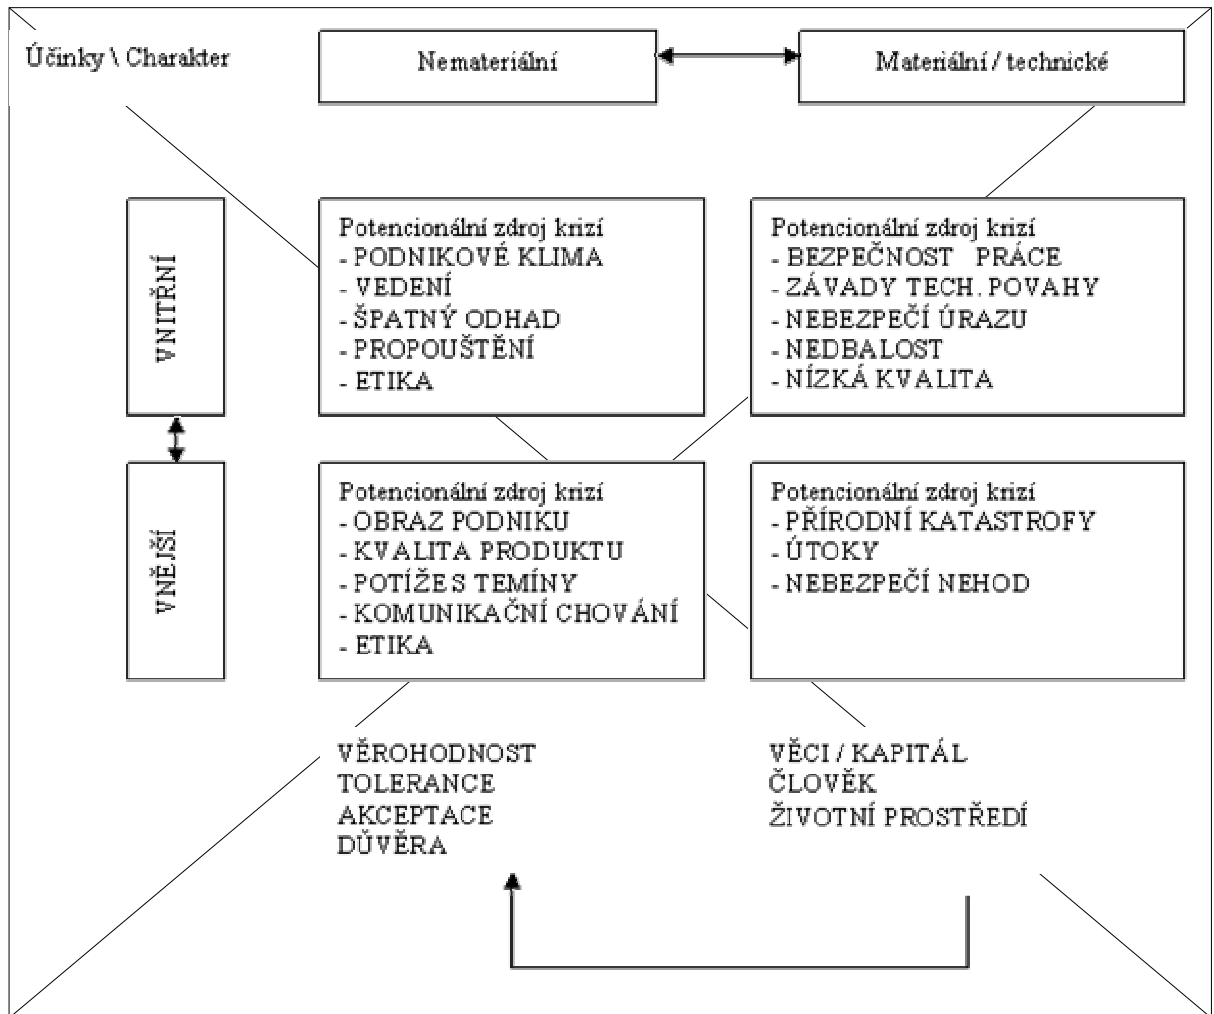 Účinky \ Charakter
Nemateriální
Materiální / technické
VNITŘNÍ
Potencionální zdroj krizí
- PODNIKOVÉ KLIMA
- VEDENÍ
- ŠPATNÝ ODHAD
- PROPOUŠTĚNÍ
- ETIKA
Potencionální zdroj krizí
- BEZPEČNOST PRÁCE
- ZÁVADY TECH. POVAHY
- NEBEZPEČÍ ÚRAZU
- NEDBALOST
- NÍZKÁ KVALITA
VNĚJŠÍ
Potencionální zdroj krizí
- OBRAZ PODNIKU
- KVALITA PRODUKTU
- POTÍŽE S TEMÍNY
- KOMUNIKAČNÍ CHOVÁNÍ
- ETIKA
Potencionální zdroj krizí
- PŘÍRODNÍ KATASTROFY
- ÚTOKY
- NEBEZPEČÍ NEHOD
VĚROHODNOST
TOLERANCE
AKCEPTACE
DŮVĚRA
VĚCI / KAPITÁL
ČLOVĚK
ŽIVOTNÍ PROSTŘEDÍ